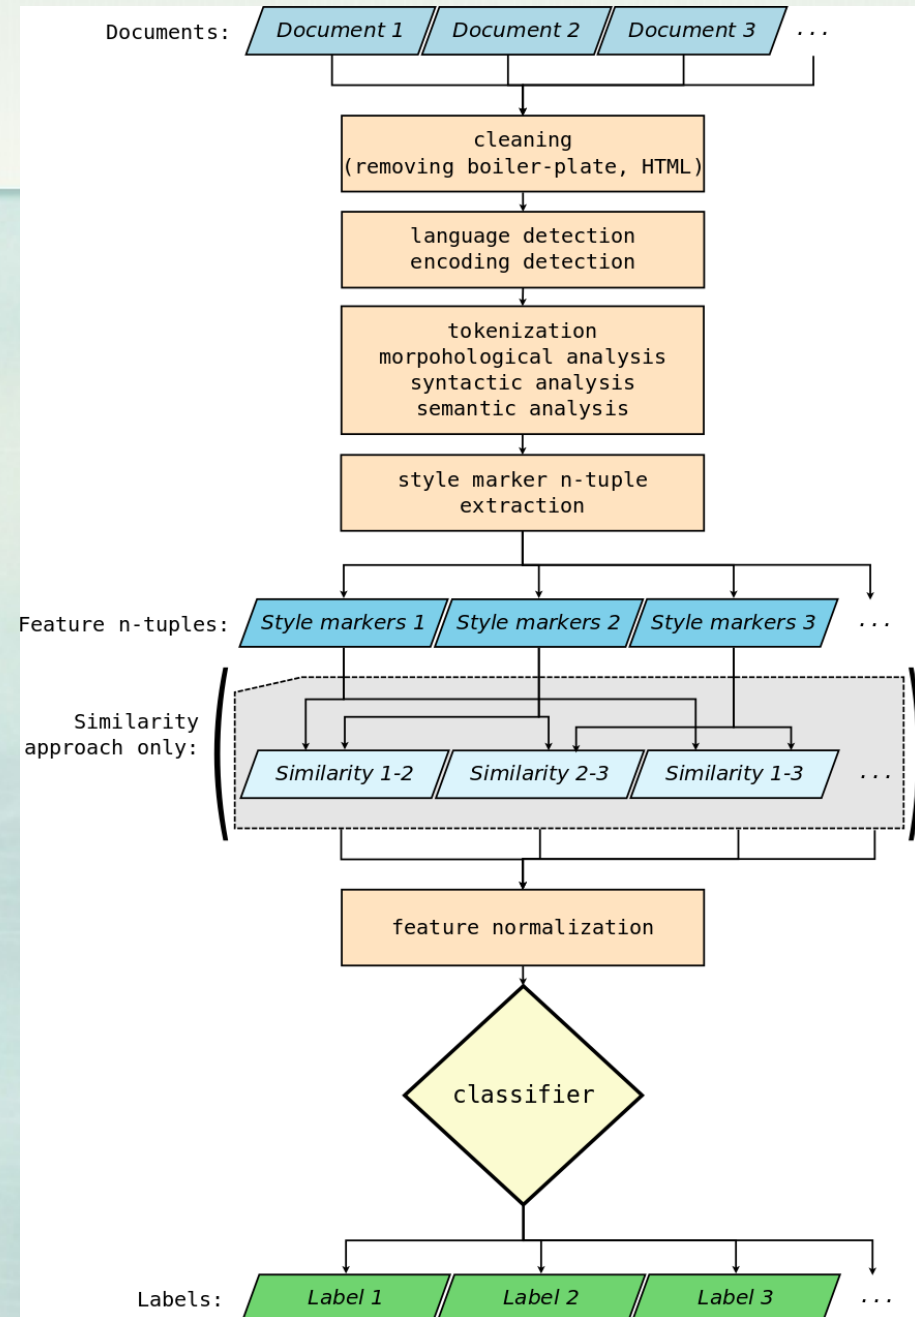 Documents: Document 1 Document 2 Document 3 ...
cleaning
(removing boiler-plate, HTML)
language detection
encoding detection
tokenization
morpohological analysis
syntactic analysis
semantic analysis
style marker n-tuple
extraction
Feature n-tuples: Style markers 1 Style markers 2 Style markers 3 ...
Similarity
approach only:
Similarity 1-2 Similarity 2-3 Similarity 1-3 ...
feature normalization
classifier
Labels: Label 1 Label 2 Label 3 ...